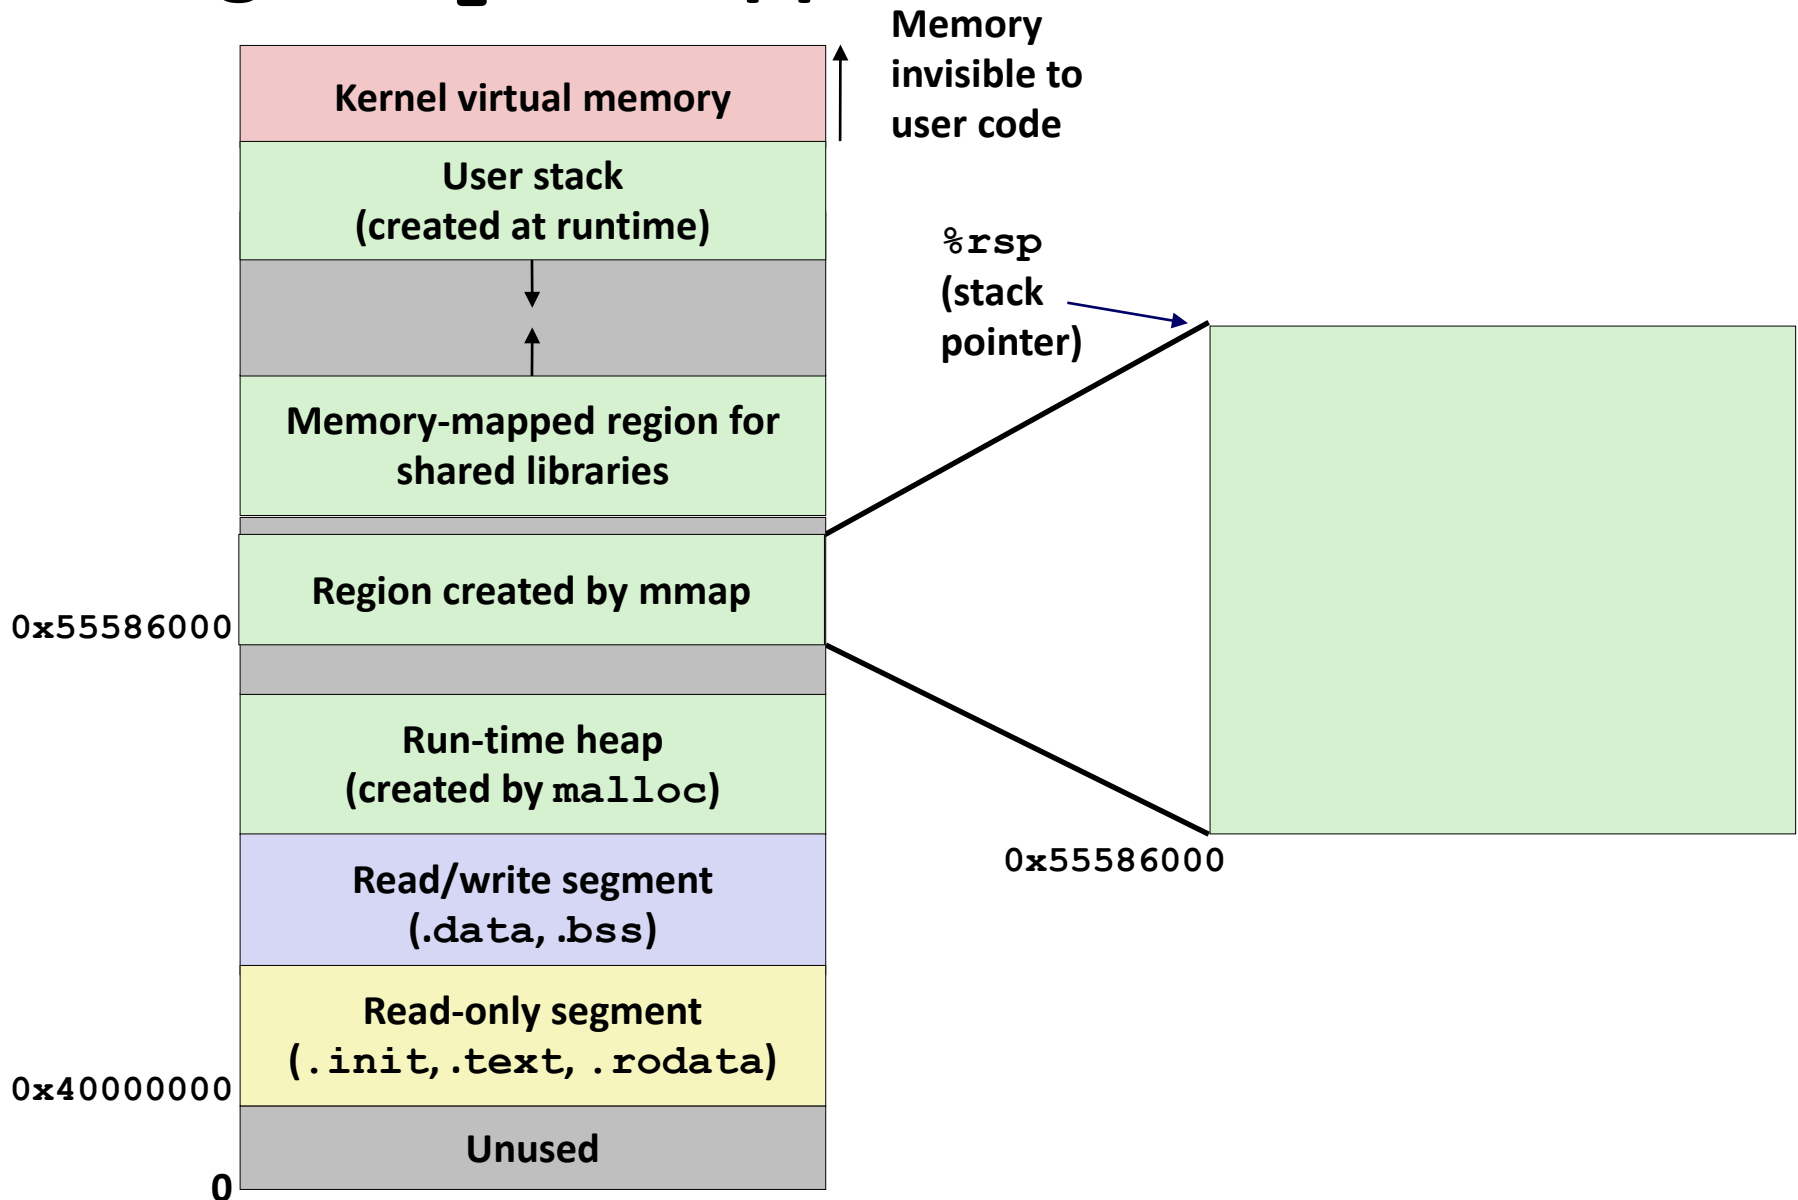 Memory
invisible to
user code
Kernel virtual memory
User stack
(created at runtime)
%rsp
(stack
pointer)
Memory-mapped region for
shared libraries
Region created by mmap
0x55586000
Run-time heap
(created by malloc)
0x55586000
Read/write segment
(.data, .bss)
Read-only segment
(.init, .text, .rodata)
0x40000000
Unused
0